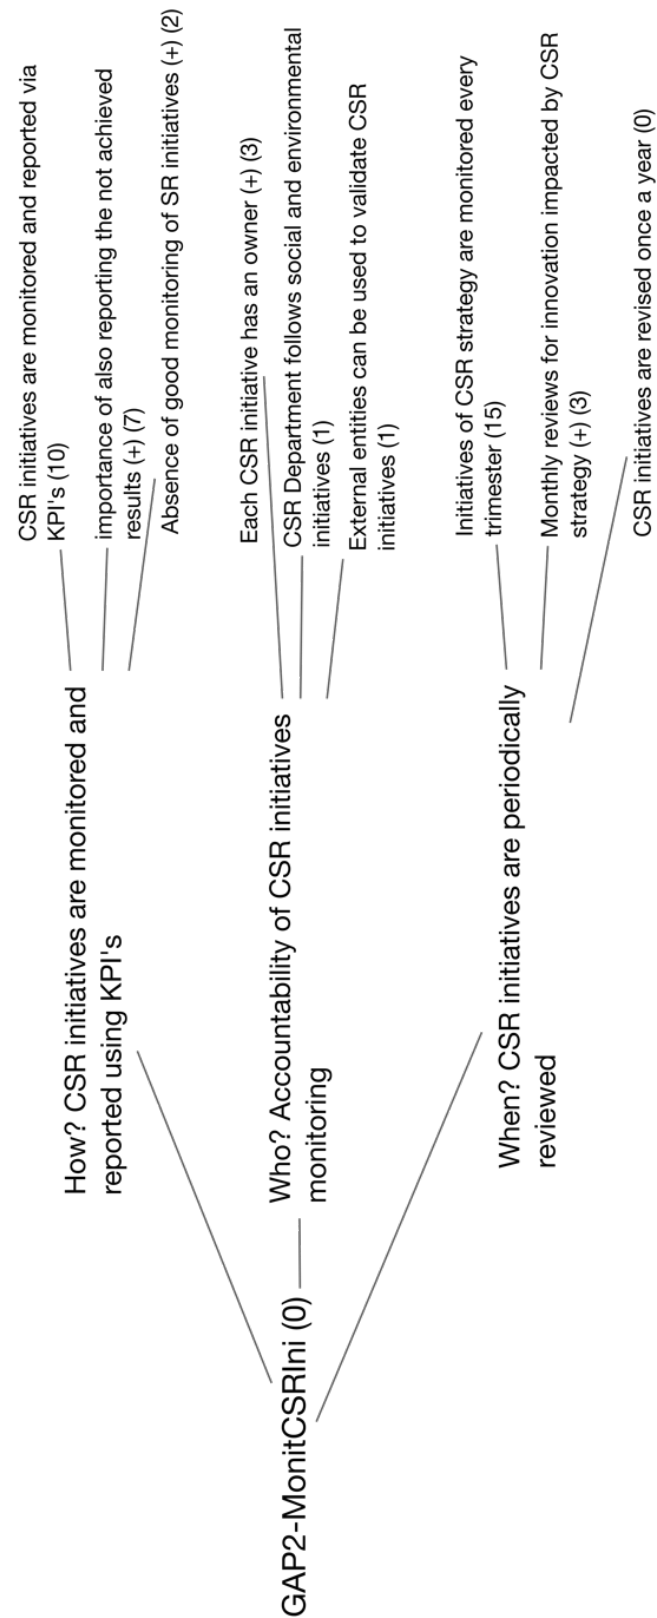 GAP2-MonitCSRIni (0)
How? CSR initiatives are monitored and
reported using KPI's
CSR initiatives are monitored and reported via
KPI's (10)
importance of also reporting the not achieved
results (+) (7)
Absence of good monitoring of SR initiatives (+) (2)
Who? Accountability of CSR initiatives
monitoring
Each CSR initiative has an owner (+) (3)
CSR Department follows social and environmental
initiatives (1)
External entities can be used to validate CSR
initiatives (1)
When? CSR initiatives are periodically
reviewed
Initiatives of CSR strategy are monitored every
trimester (15)
Monthly reviews for innovation impacted by CSR
strategy (+) (3)
CSR initiatives are revised once a year (0)